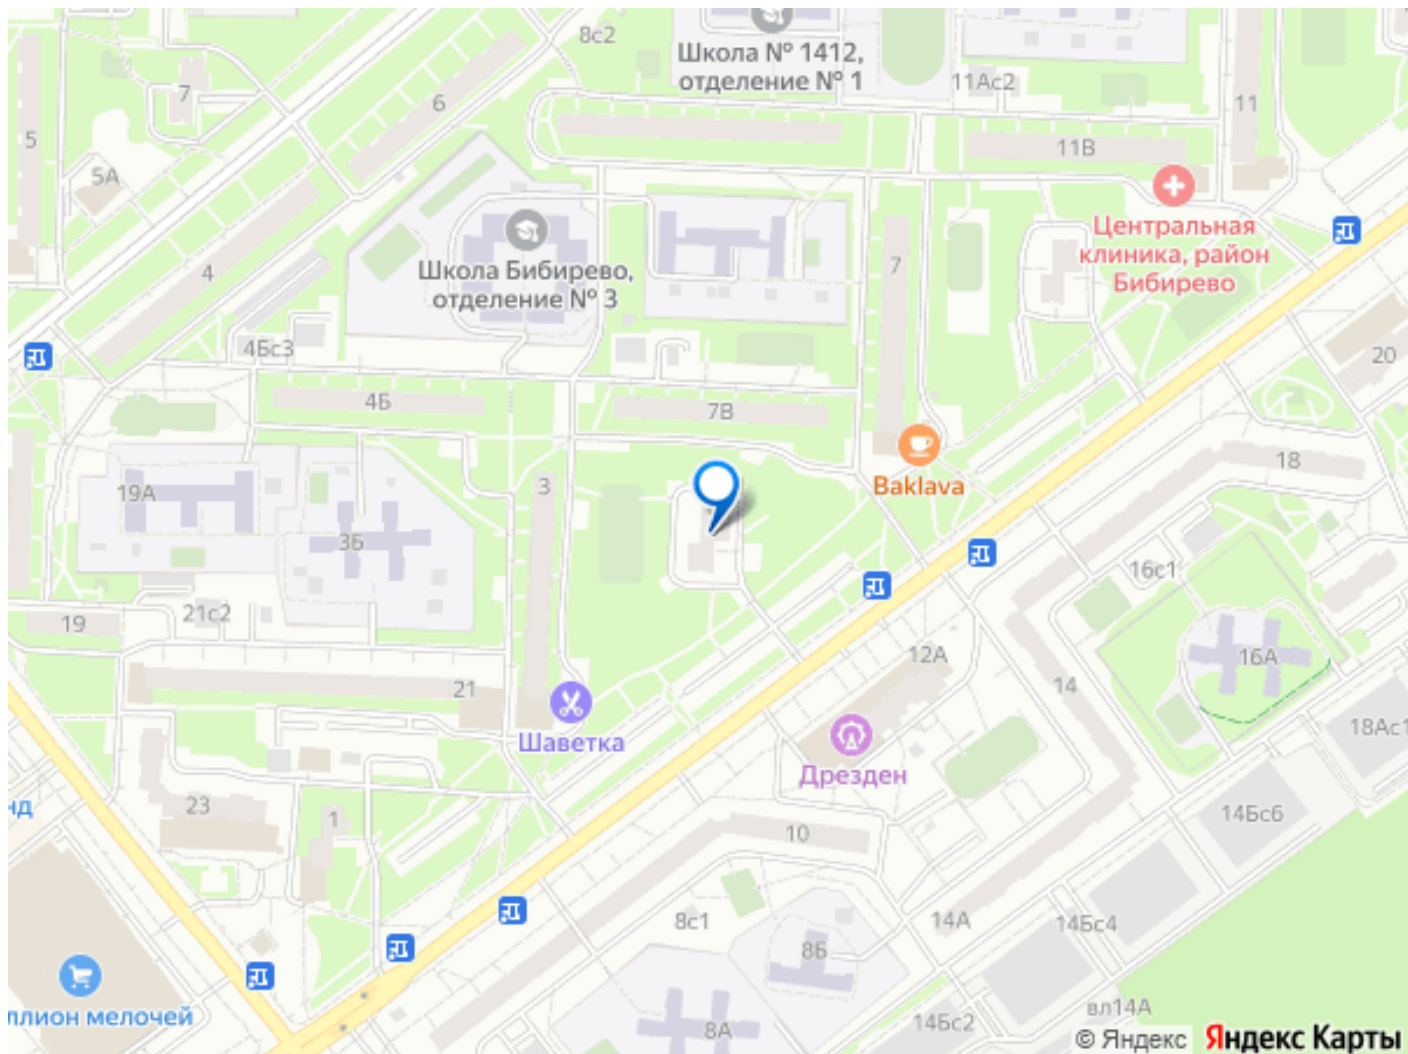 8с2
Школа № 1412,
отделение № 1
11Ас2
7
6
11
5
11В
5А
Центральная
клиника, район
Бибирево
Школа Бибирево,
отделение № 3
4
7
4Бс3
20
4Б
7В
18
Baklava
19А
3
3Б
16с1
21с2
19
12А
16А
21
14
18Ас1
Шаветка
Дрезден
нд
23
1
10
14Бс6
8с1
14А
14Бс4
8Б
ллион мелочей
вл14А
14Бс2
8А
© Яндекс Яндекс Карты